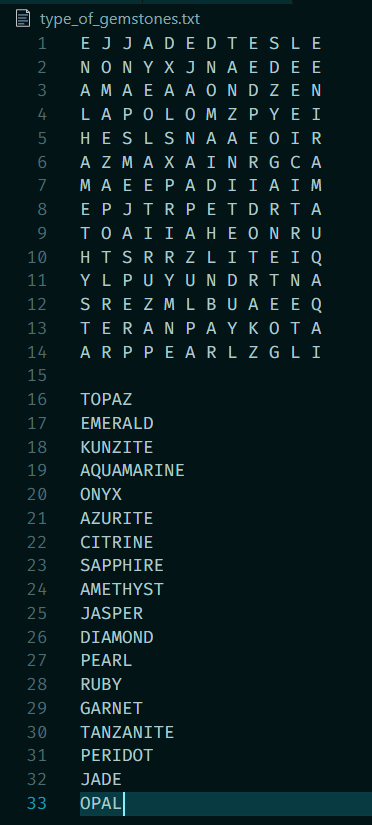 type_of_gemstones.txt
1 E J J A D E D T E S L E
2 N O N Y X J N A E D E E
3 A M A E A A O N D Z E N
4 L A P O L O M Z P Y E I
5 H E S L S N A A E O I R
6 A Z M A X A I N R G C A
7 M A E E P A D I I A I M
8 E P J T R P E T D R T A
9 T O A I I A H E O N R U
10 H T S R R Z L I T E I Q
11 Y L P U Y U N D R T N A
12 S R E Z M L B U A E E Q
13 T E R A N P A Y K O T A
14 A R P P E A R L Z G L I
15
16 TOPAZ
17 EMERALD
18 KUNZITE
19 AQUAMARINE
20 ONYX
21 AZURITE
22 CITRINE
23 SAPPHIRE
24 AMETHYST
25 JASPER
26 DIAMOND
27 PEARL
28 RUBY
29 GARNET
30 TANZANITE
31 PERIDOT
32 JADE
33 OPAL